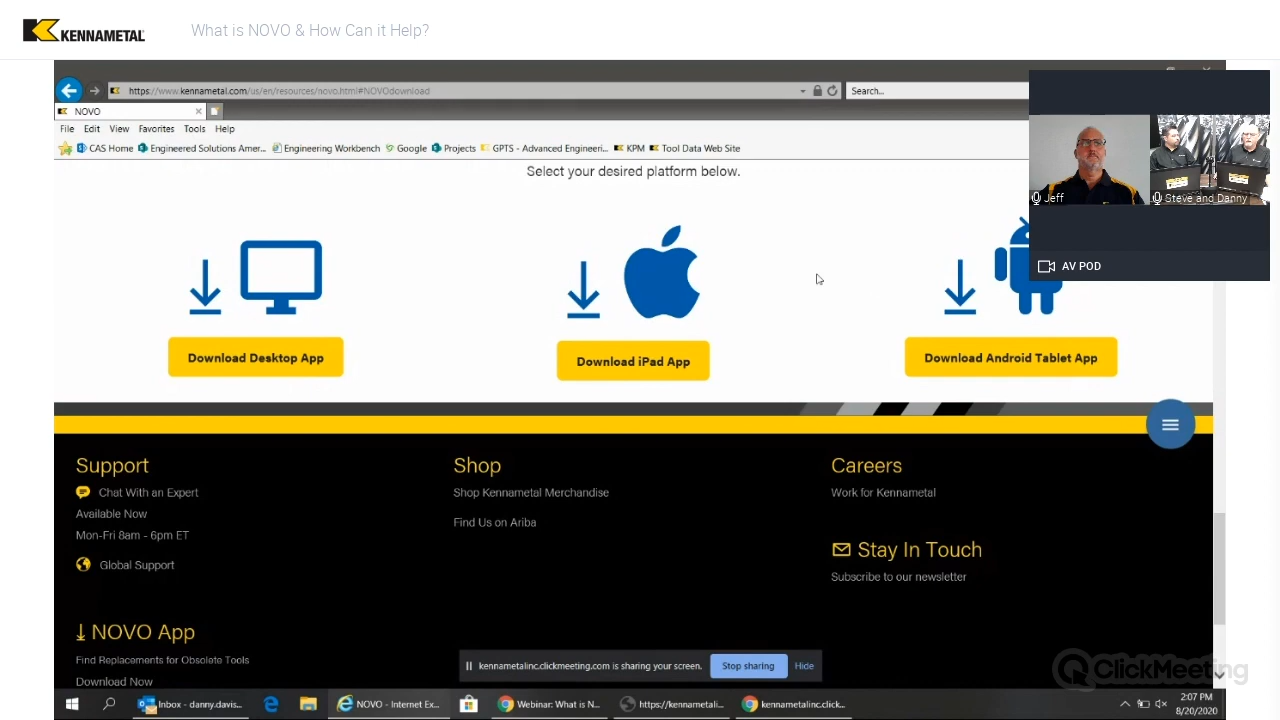 KENNAMETAL
What is NOVO & How Can it Help?
https://www.kennametal.com/us/en/resources/novo.html#NOVOdownload
Search...
NOVO
File Edit View Favorites Tools Help
CAS Home Engineered Solutions Amer... Engineering Workbench Google Projects GPTS - Advanced Engineeri... KPM Tool Data Web Site
Select your desired platform below.
Jeff
Steve and Danny
AV POD
Download Desktop App
Download iPad App
Download Android Tablet App
Support
Chat With an Expert
Available Now
Mon-Fri 8am - 6pm ET
Global Support
Shop
Shop Kennametal Merchandise
Find Us on Ariba
Careers
Work for Kennametal
Stay In Touch
Subscribe to our newsletter
NOVO App
Find Replacements for Obsolete Tools
Download Now
kennametalinc.clickmeeting.com is sharing your screen.
Stop sharing
Hide
ClickMeeting
Inbox - danny.davis...
NOVO - Internet Ex...
Webinar: What is N...
https://kennametali...
kennametalinc.click...
2:07 PM
8/20/2020